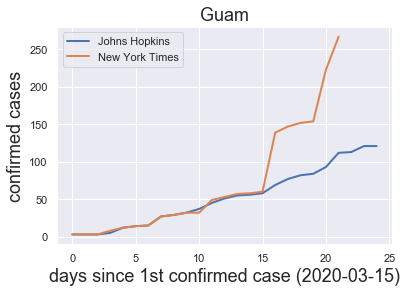 Guam
Johns Hopkins
New York Times
confirmed cases
250
200
150
100
50
0
0 5 10 15 20 25
days since 1st confirmed case (2020-03-15)